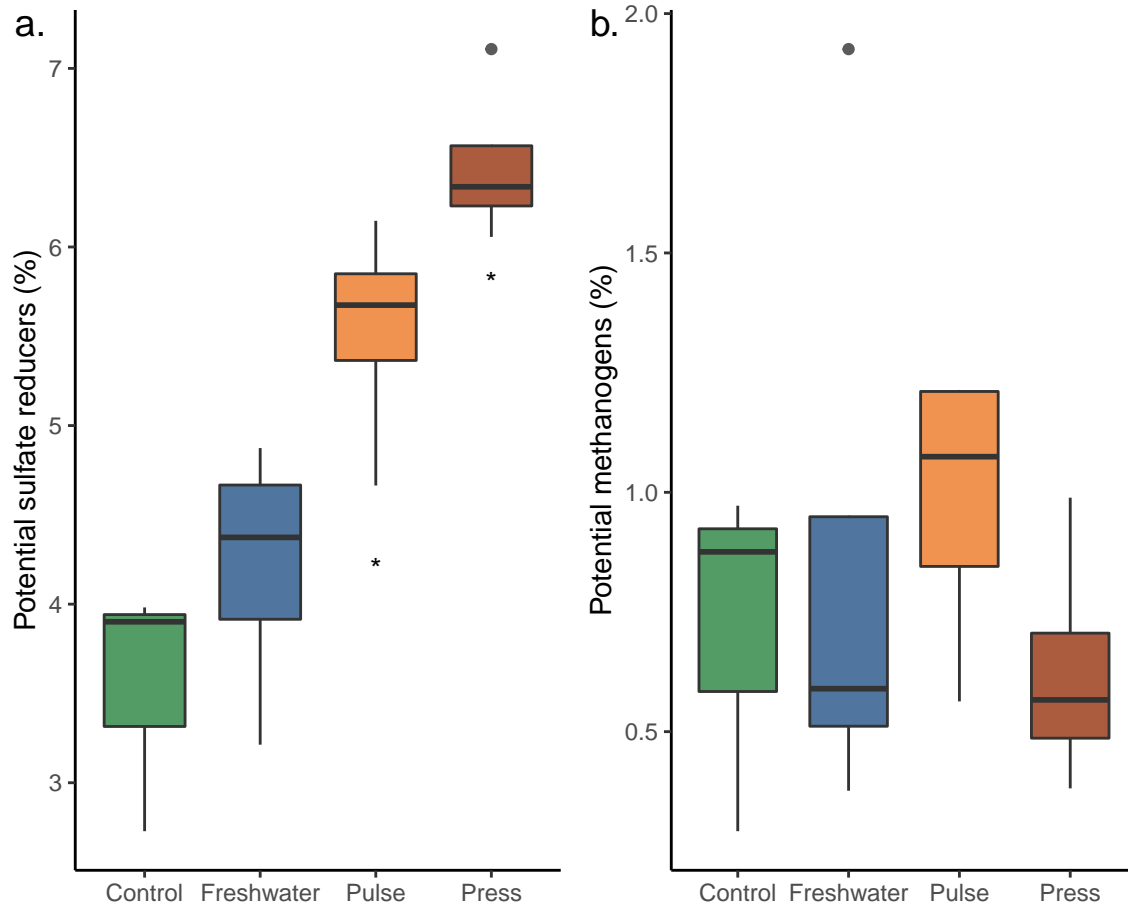 a.
Potential sulfate reducers (%)
7
6
5
4
3
*
*
Control Freshwater Pulse Press
b.
Potential methanogens (%)
2.0
1.5
1.0
0.5
Control Freshwater Pulse Press